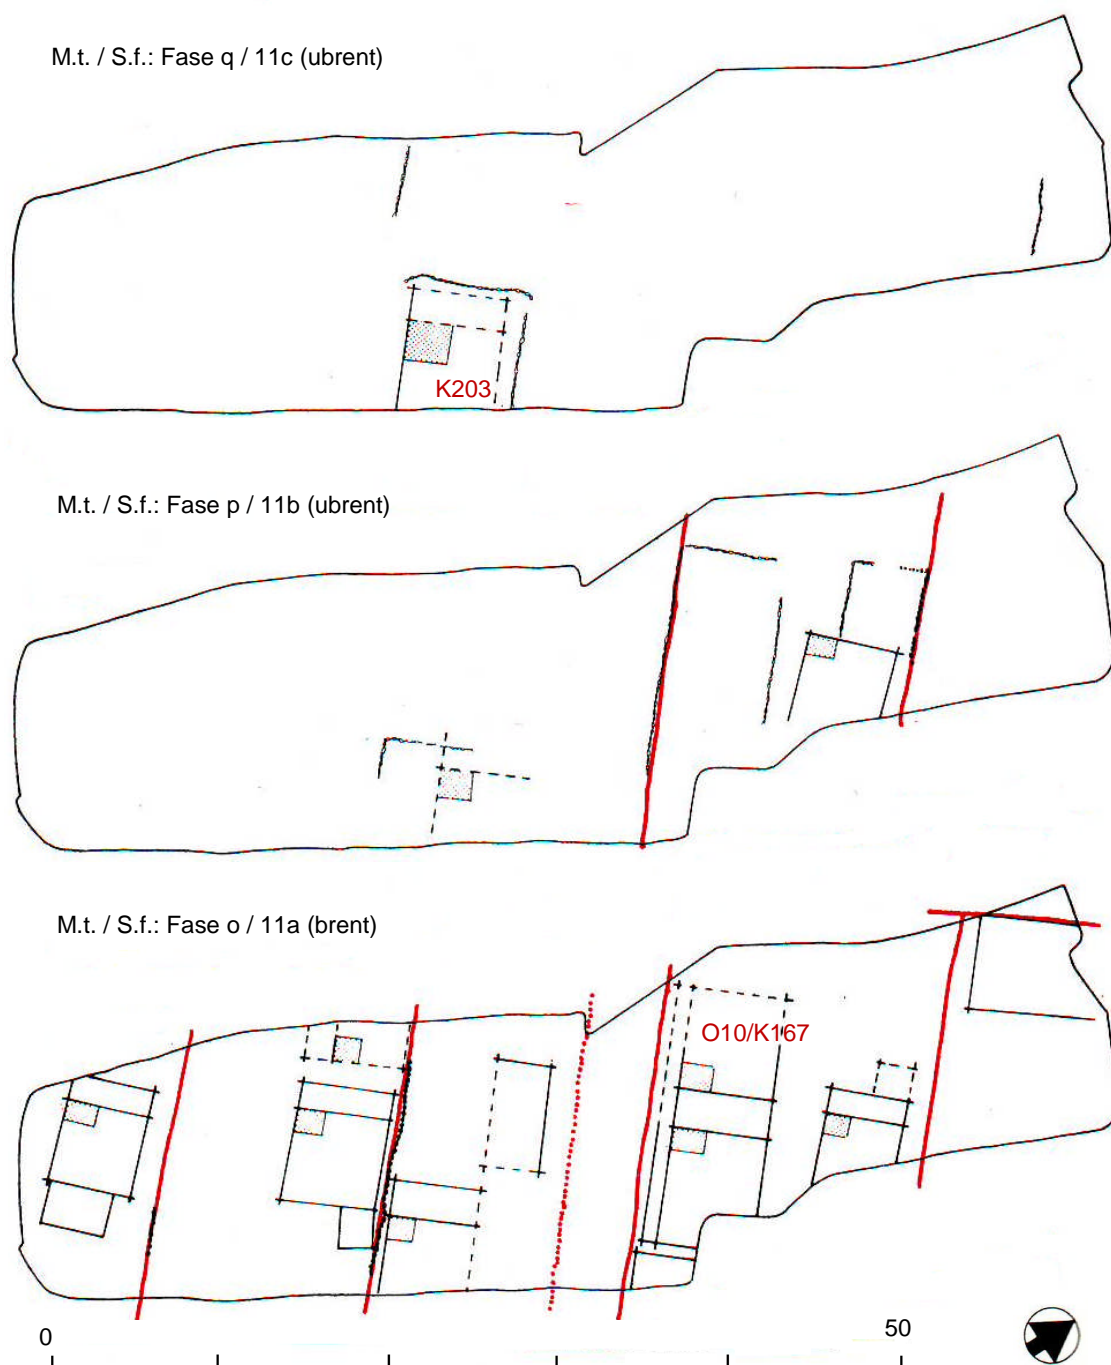 M.t. / S.f.: Fase q / 11c (ubrent)
K203
M.t. / S.f.: Fase p / 11b (ubrent)
M.t. / S.f.: Fase o / 11a (brent)
O10/K167
0
50